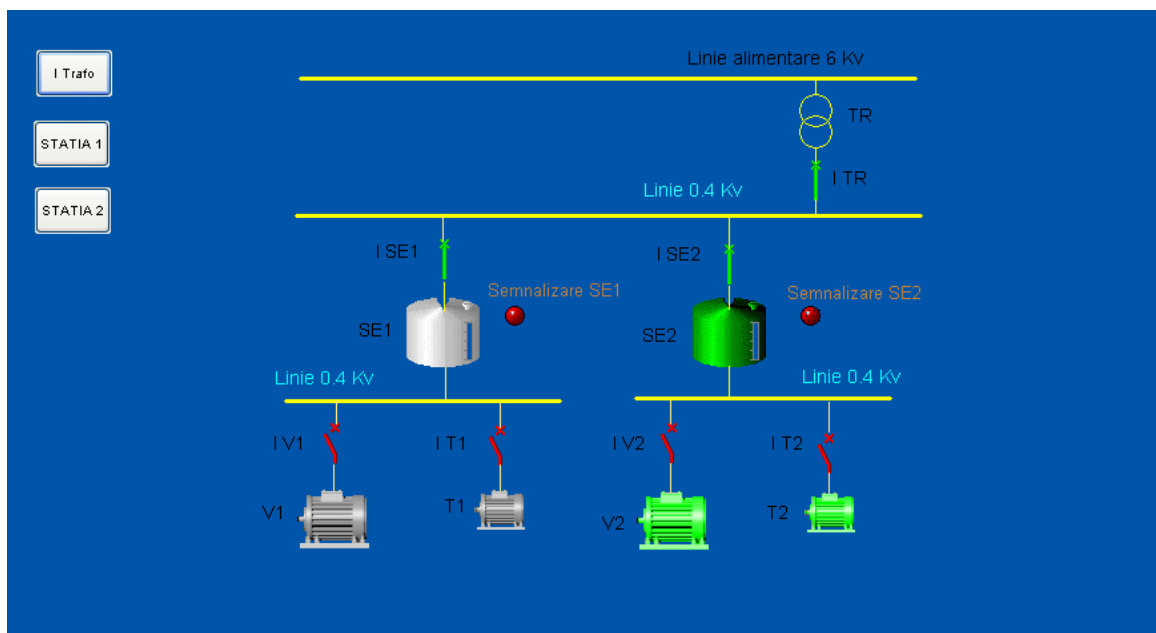 I Trafo
STATIA 1
STATIA 2
Linie alimentare 6 Kv
TR
I TR
Linie 0.4 Kv
I SE1
I SE2
Semnalizare SE1
Semnalizare SE2
SE1
SE2
Linie 0.4 Kv
Linie 0.4 Kv
I V1
I T1
I V2
I T2
V1
T1
V2
T2